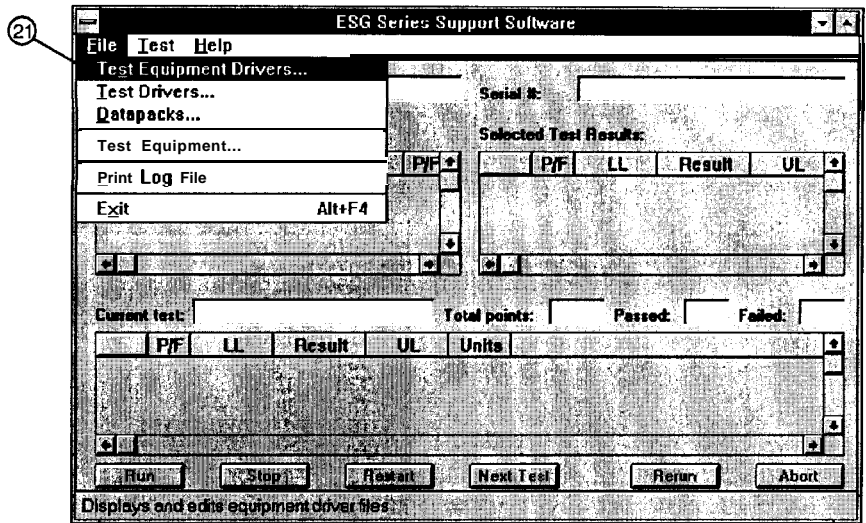 21
ESG Series Support Software
File Test Help
Test Equipment Drivers...
Test Drivers...
Datapacks...
Test Equipment...
Print Log File
Exit Alt+F4
Serial #:
Selected Test Results:
P/F
P/F LL Result UL
Current test: Total points: Passed: Failed:
P/F LL Result UL Units
Run Stop Restart Next Test Rerun Abort
Displays and edits equipment driver files